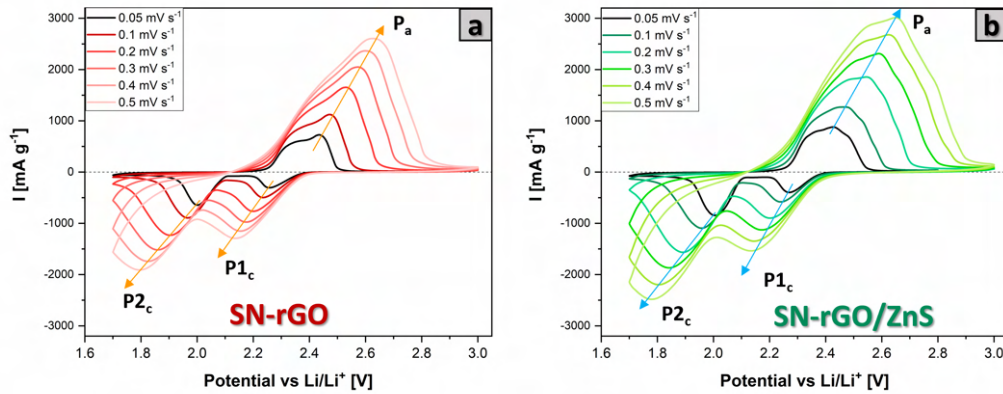 a
0.05 mV s⁻¹
0.1 mV s⁻¹
0.2 mV s⁻¹
0.3 mV s⁻¹
0.4 mV s⁻¹
0.5 mV s⁻¹
Pₐ
P1c
P2c
SN-rGO
I [mA g⁻¹]
3000
2000
1000
0
-1000
-2000
-3000
1.6 1.8 2.0 2.2 2.4 2.6 2.8 3.0
Potential vs Li/Li⁺ [V]
b
0.05 mV s⁻¹
0.1 mV s⁻¹
0.2 mV s⁻¹
0.3 mV s⁻¹
0.4 mV s⁻¹
0.5 mV s⁻¹
Pₐ
P1c
P2c
SN-rGO/ZnS
I [mA g⁻¹]
3000
2000
1000
0
-1000
-2000
-3000
1.6 1.8 2.0 2.2 2.4 2.6 2.8 3.0
Potential vs Li/Li⁺ [V]